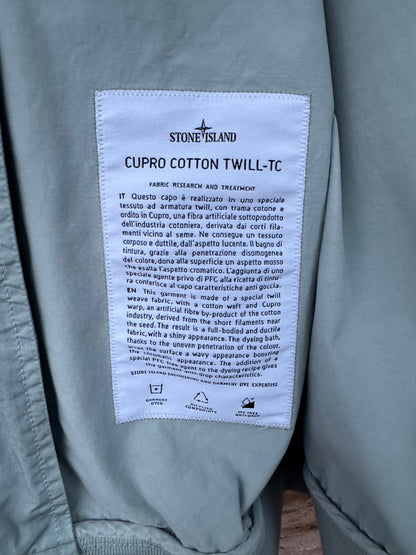 STONE ISLAND
CUPRO COTTON TWILL-TC
FABRIC RESEARCH AND TREATMENT
IT Questo capo è realizzato in uno speciale
tessuto ad armatura twill, con trama cotone e
ordito in Cupro, una fibra artificiale sottoprodotto
dell'industria cotoniera, derivata dai corti fila-
menti vicino al seme. Ne consegue un tessuto
corposo e duttile, dall'aspetto lucente. Il bagno di
tintura, grazie alla penetrazione disomogenea
del colore, dona alla superficie un aspetto mosso
che esalta l'aspetto cromatico. L'aggiunta di uno
speciale agente privo di PFC alla ricetta di tintu-
ra conferisce al capo caratteristiche anti goccia.
EN This garment is made of a special twill
weave fabric, with a cotton weft and Cupro
warp, an artificial fibre by-product of the cotton
industry, derived from the short filaments near
the seed. The result is a full-bodied and ductile
fabric, with a shiny appearance. The dyeing bath,
thanks to the uneven penetration of the colour,
gives the surface a wavy appearance boosting
the chromatic appearance. The addition of a
special PFC free agent to the dyeing recipe gives
the garment anti-drop characteristics.
STONE ISLAND ENGINEERING AND GARMENT DYE EXPERTISE
GARMENT
DYED
RECYCLED
COMPONENTS
PFC FREE
ANTI-DROP